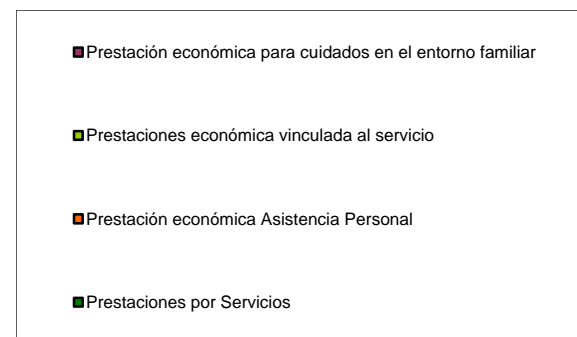 Prestación económica para cuidados en el entorno familiar
Prestaciones económica vinculada al servicio
Prestación económica Asistencia Personal
Prestaciones por Servicios